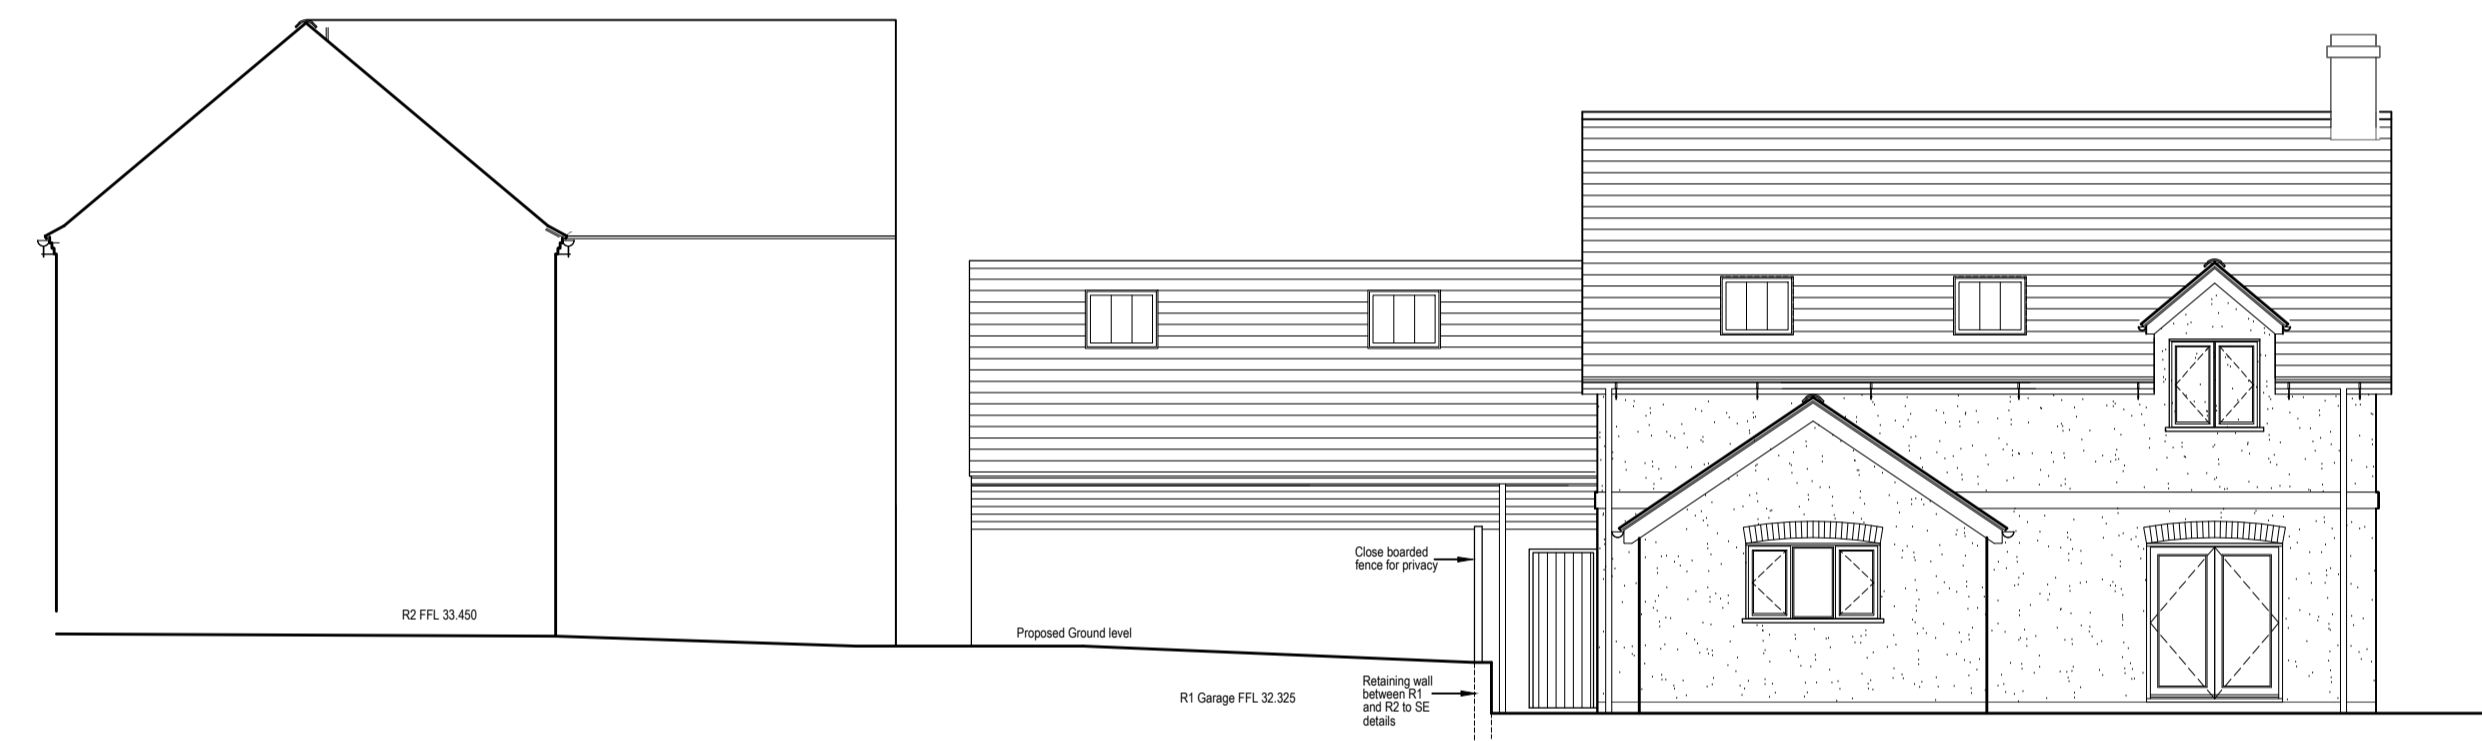 R2 FFL 33.450
Proposed Ground level
Close boarded
fence for privacy
R1 Garage FFL 32.325
Retaining wall
between R1
and R2 to SE
details